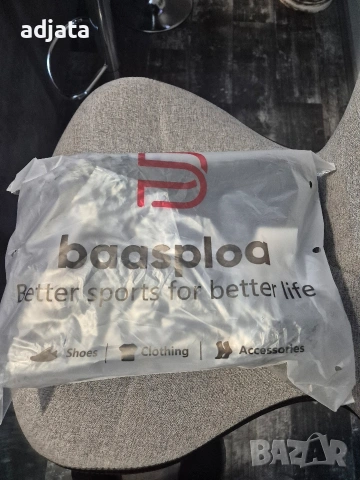 adjata
baasploa
Better sports for better life
Shoes | Clothing | Accessories
BAZAR